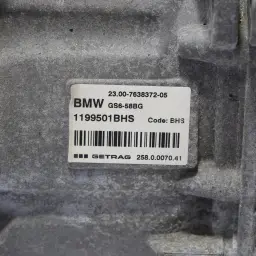 23.00-7638372-05
BMW GS6-58BG
1199501BHS Code: BHS
GETRAG 258.0.0070.41